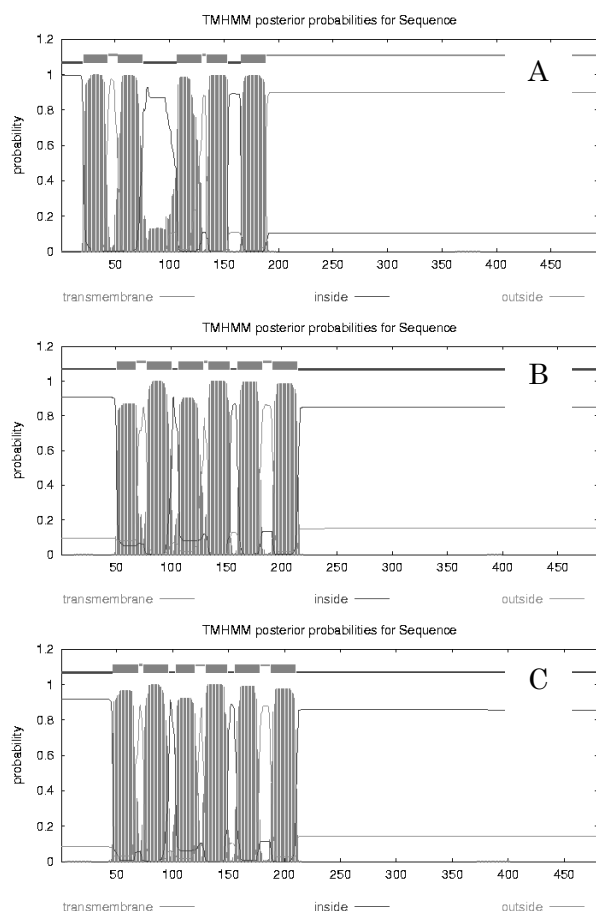 TMHMM posterior probabilities for Sequence
1.2
1
0.8
0.6
0.4
0.2
0
probability
A
50 100 150 200 250 300 350 400 450
transmembrane inside outside
TMHMM posterior probabilities for Sequence
1.2
1
0.8
0.6
0.4
0.2
0
probability
B
50 100 150 200 250 300 350 400 450
transmembrane inside outside
TMHMM posterior probabilities for Sequence
1.2
1
0.8
0.6
0.4
0.2
0
probability
C
50 100 150 200 250 300 350 400 450
transmembrane inside outside